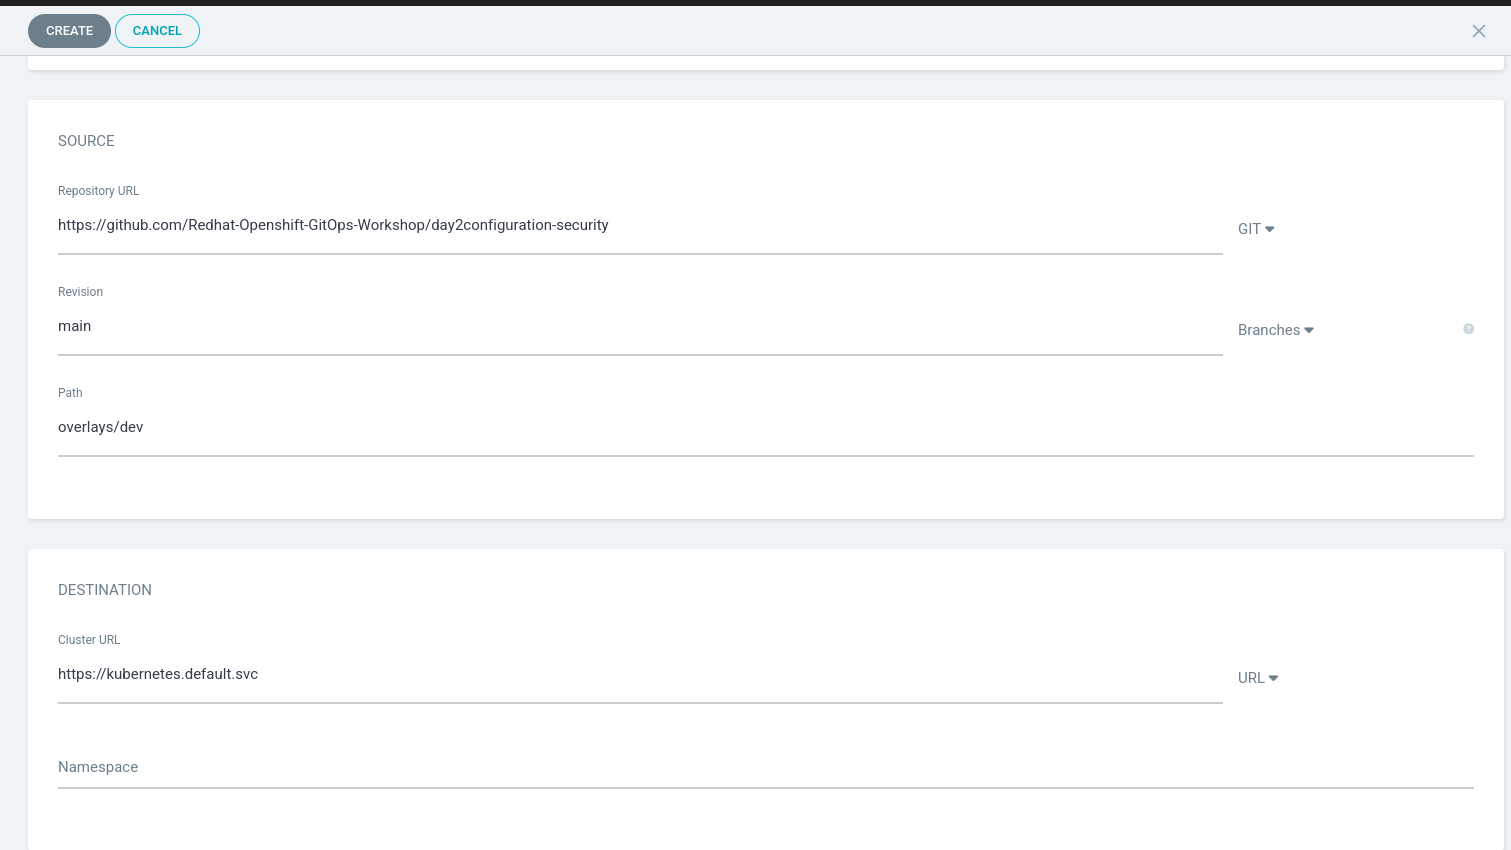 CREATE CANCEL
SOURCE
Repository URL
https://github.com/Redhat-Openshift-GitOps-Workshop/day2configuration-security GIT
Revision
main Branches ?
Path
overlays/dev
DESTINATION
Cluster URL
https://kubernetes.default.svc URL
Namespace